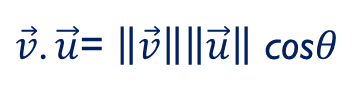 v⃗. u⃗= ‖v⃗‖‖u⃗‖ cosθ